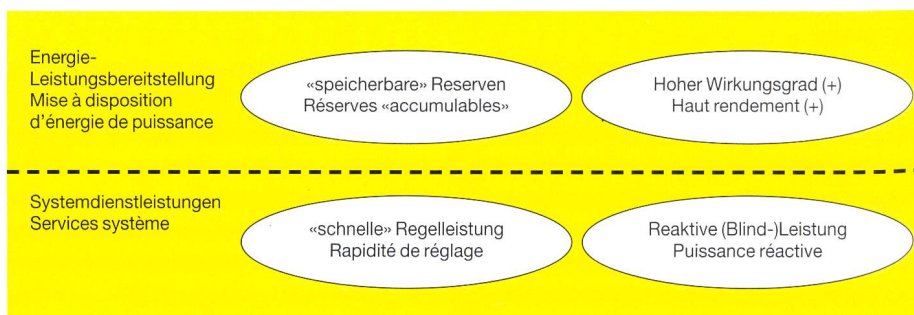 Energie-
Leistungsbereitstellung
Mise à disposition
d'énergie de puissance
«speicherbare» Reserven
Réserves «accumulables»
Hoher Wirkungsgrad (+)
Haut rendement (+)
Systemdienstleistungen
Services système
«schnelle» Regelleistung
Rapidité de réglage
Reaktive (Blind-)Leistung
Puissance réactive